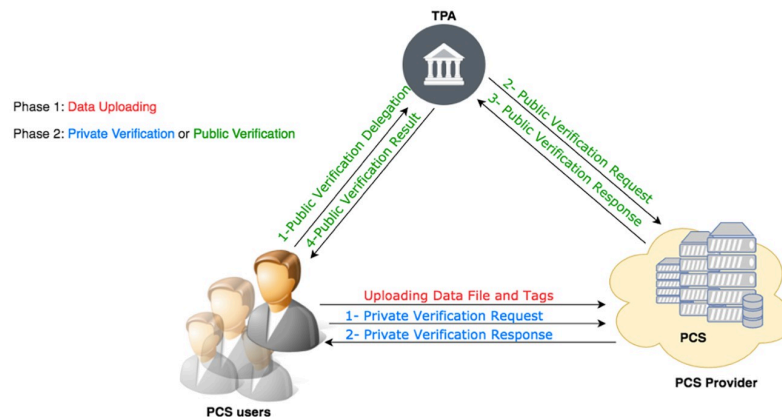 TPA
Phase 1: Data Uploading
Phase 2: Private Verification or Public Verification
1-Public Verification Delegation
4-Public Verification Result
2- Public Verification Request
3- Public Verification Response
Uploading Data File and Tags
1- Private Verification Request
2- Private Verification Response
PCS
PCS Provider
PCS users